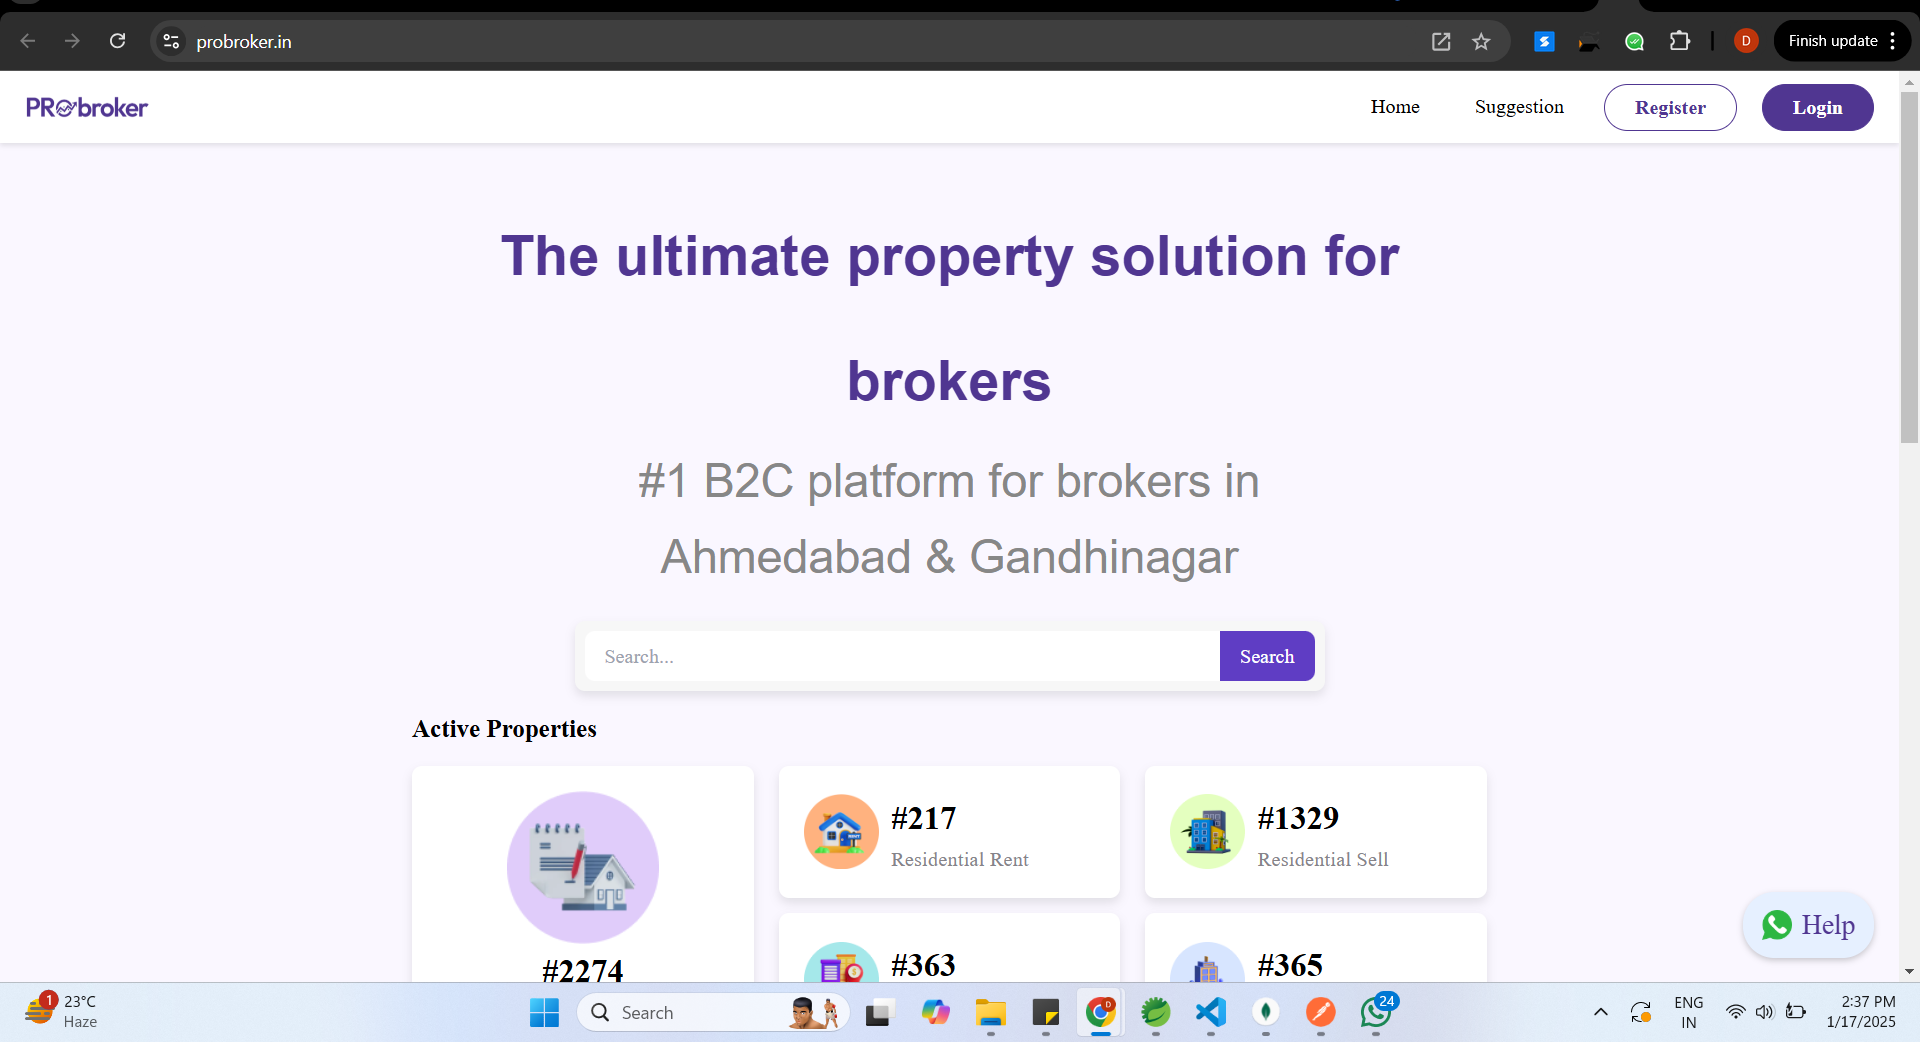 probroker.in
D
Finish update
PRObroker
Home
Suggestion
Register
Login
The ultimate property solution for
brokers
#1 B2C platform for brokers in
Ahmedabad & Gandhinagar
Search...
Search
Active Properties
#2274
#217
Residential Rent
#1329
Residential Sell
#363
#365
Help
1
23°C
Haze
Search
D
24
ENG
IN
2:37 PM
1/17/2025